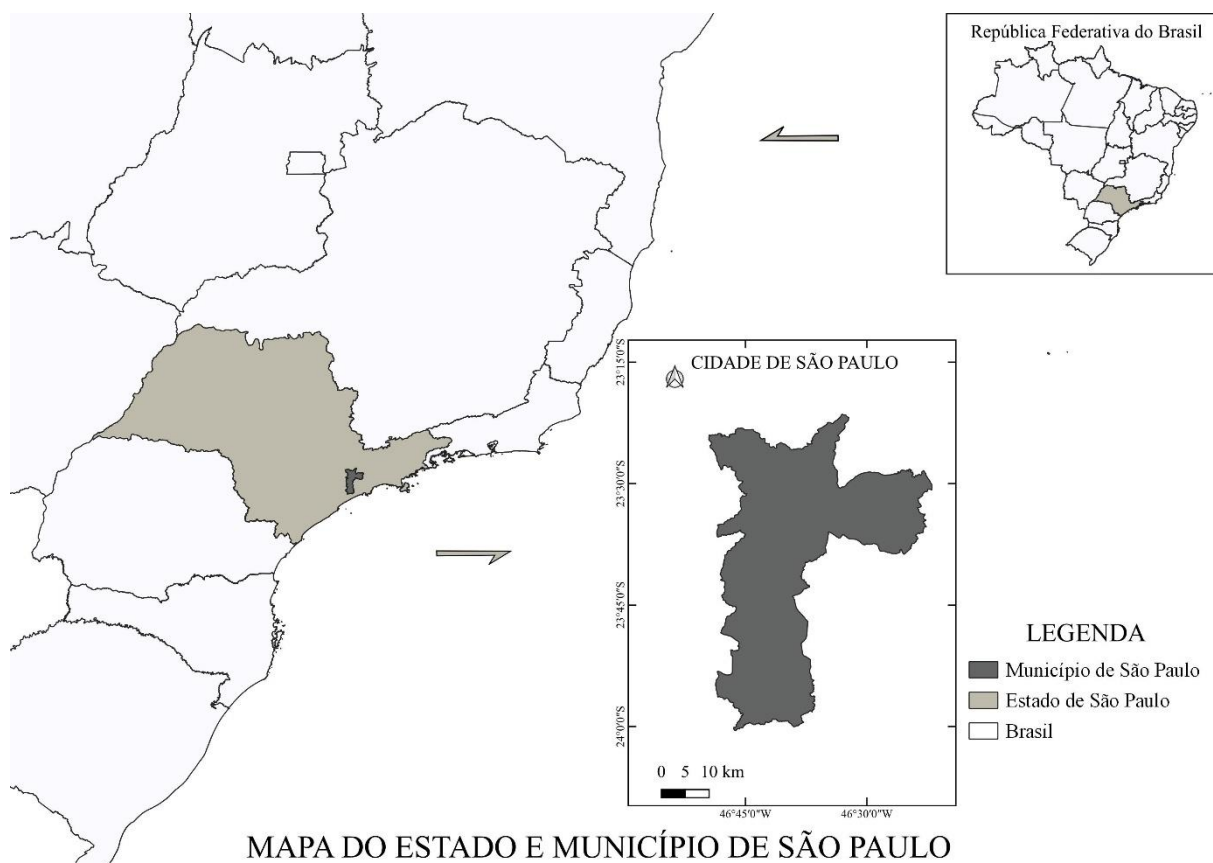 República Federativa do Brasil
CIDADE DE SÃO PAULO
23°15'0"S
23°30'0"S
23°45'0"S
24°0'0"S
0 5 10 km
46°45'0"W
46°30'0"W
LEGENDA
Município de São Paulo
Estado de São Paulo
Brasil
MAPA DO ESTADO E MUNICÍPIO DE SÃO PAULO